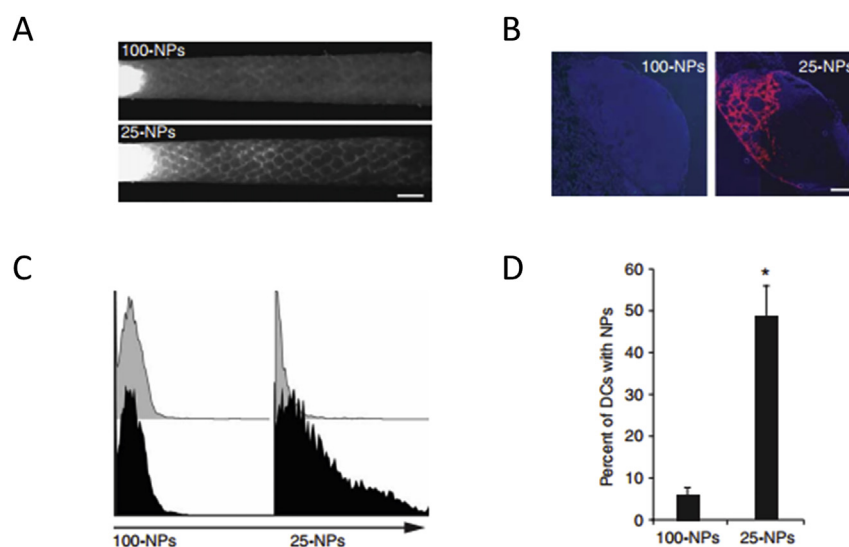 A
100-NPs
25-NPs
B
100-NPs
25-NPs
C
100-NPs
25-NPs
D
*
Percent of DCs with NPs
60
50
40
30
20
10
0
100-NPs
25-NPs